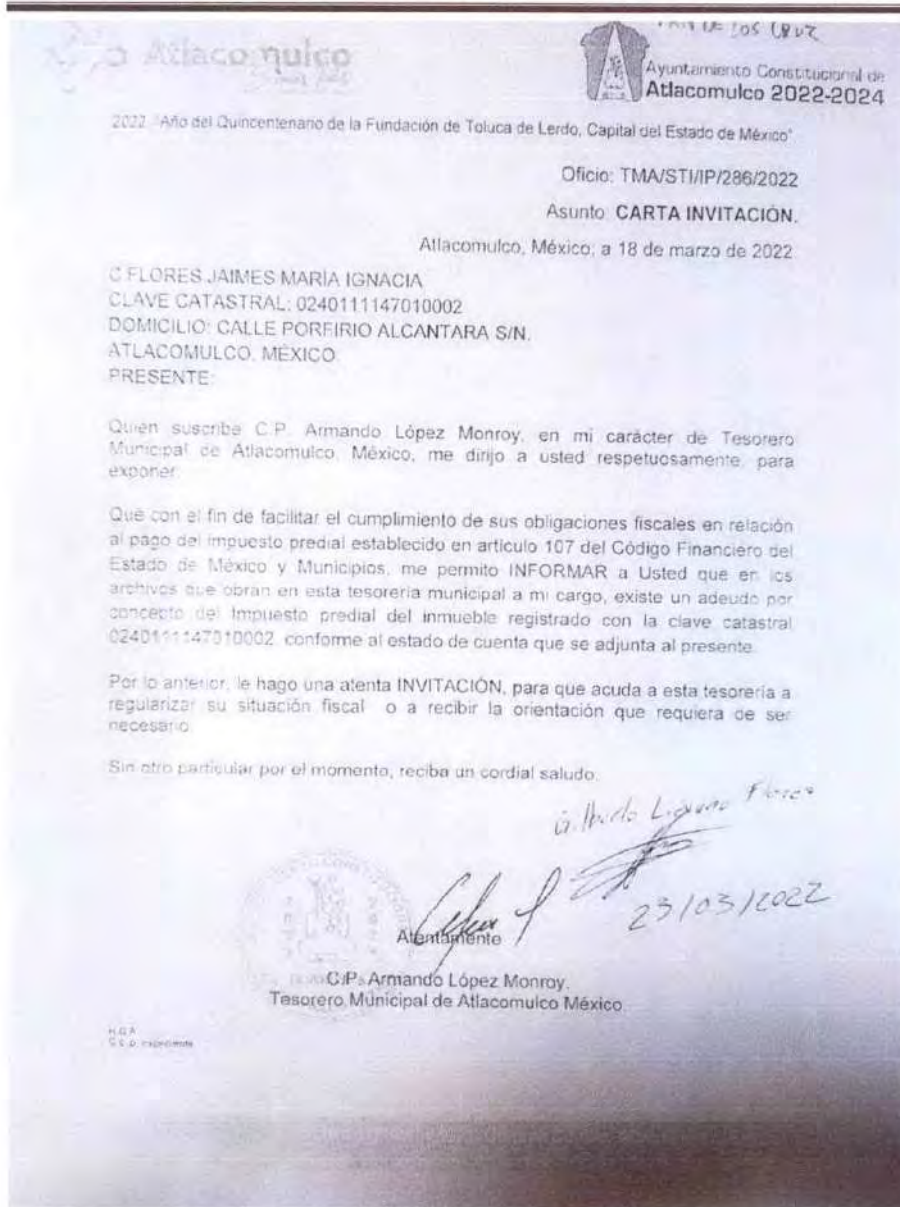 Atlacomulco
DE LOS CRUZ
Ayuntamiento Constitucional de
Atlacomulco 2022-2024
2022 "Año del Quincentenario de la Fundación de Toluca de Lerdo, Capital del Estado de México"
Oficio: TMA/STI/IP/286/2022
Asunto: CARTA INVITACIÓN.
Atlacomulco, México; a 18 de marzo de 2022.
C FLORES JAIMES MARÍA IGNACIA
CLAVE CATASTRAL: 0240111147010002
DOMICILIO: CALLE PORFIRIO ALCANTARA S/N.
ATLACOMULCO, MÉXICO
PRESENTE:
Quien suscribe C.P. Armando López Monroy, en mi carácter de Tesorero
Municipal de Atlacomulco, México, me dirijo a usted respetuosamente, para
exponer:
Que con el fin de facilitar el cumplimiento de sus obligaciones fiscales en relación
al pago del impuesto predial establecido en artículo 107 del Código Financiero del
Estado de México y Municipios, me permito INFORMAR a Usted que en los
archivos que obran en esta tesorería municipal a mi cargo, existe un adeudo por
concepto del Impuesto predial del inmueble registrado con la clave catastral
0240111147010002, conforme al estado de cuenta que se adjunta al presente.
Por lo anterior, le hago una atenta INVITACIÓN, para que acuda a esta tesorería a
regularizar su situación fiscal o a recibir la orientación que requiera de ser
necesario.
Sin otro particular por el momento, reciba un cordial saludo.
Flores
23/03/2022
Atentamente
C.P. Armando López Monroy.
Tesorero Municipal de Atlacomulco México
C.c.p. expediente